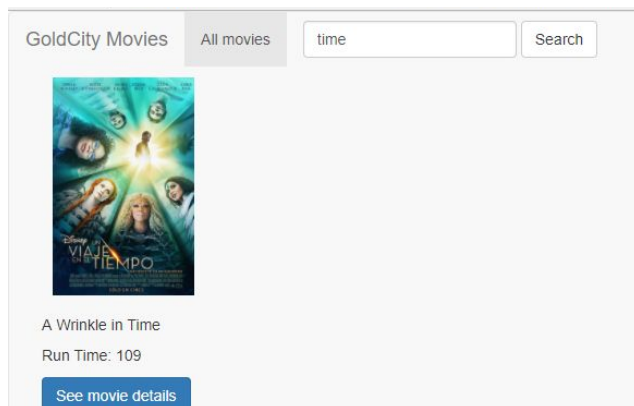 GoldCity Movies All movies time Search
Disney
VIAJE
EN EL TIEMPO
A Wrinkle in Time
Run Time: 109
See movie details